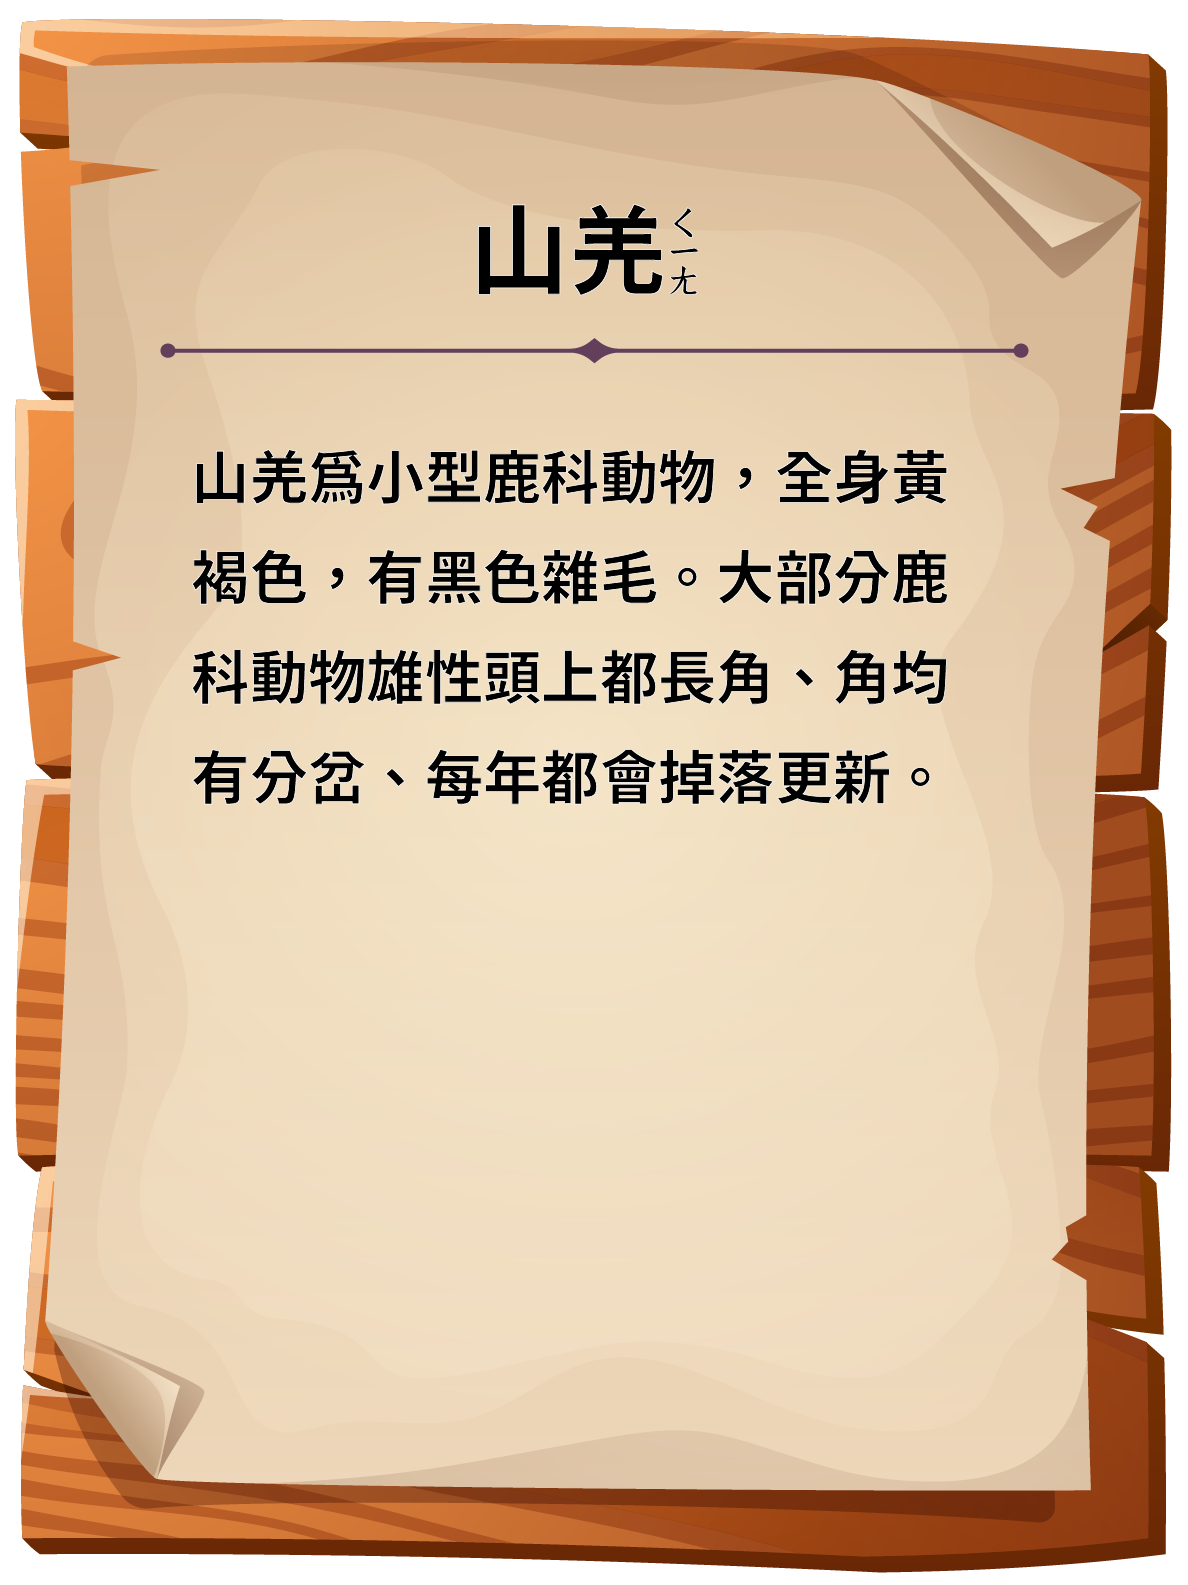 山羌ㄑㄧㄤ
山羌爲小型鹿科動物，全身黃
褐色，有黑色雜毛。大部分鹿
科動物雄性頭上都長角、角均
有分岔、每年都會掉落更新。